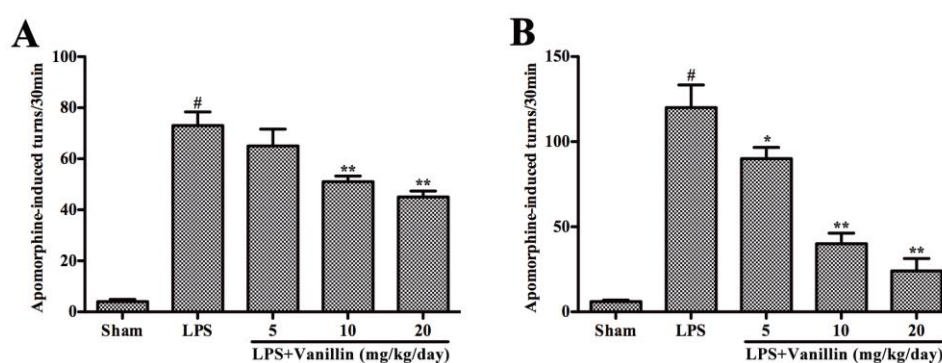 A
Apomorphine-induced turns/30min
100
80
60
40
20
0
#
**
**
Sham
LPS
5
10
20
LPS+Vanillin (mg/kg/day)
B
Apomorphine-induced turns/30min
150
100
50
0
#
*
**
**
Sham
LPS
5
10
20
LPS+Vanillin (mg/kg/day)